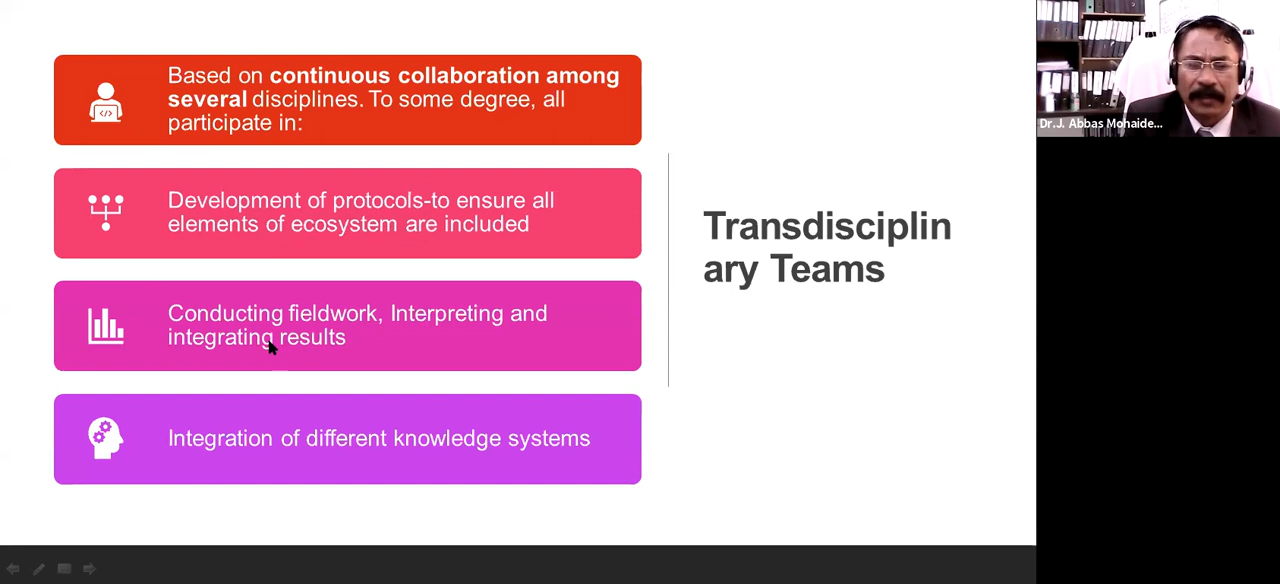 Based on continuous collaboration among
several disciplines. To some degree, all
participate in:
Development of protocols-to ensure all
elements of ecosystem are included
Conducting fieldwork, Interpreting and
integrating results
Integration of different knowledge systems
Transdisciplin
ary Teams
Dr.J. Abbas Mohaide...